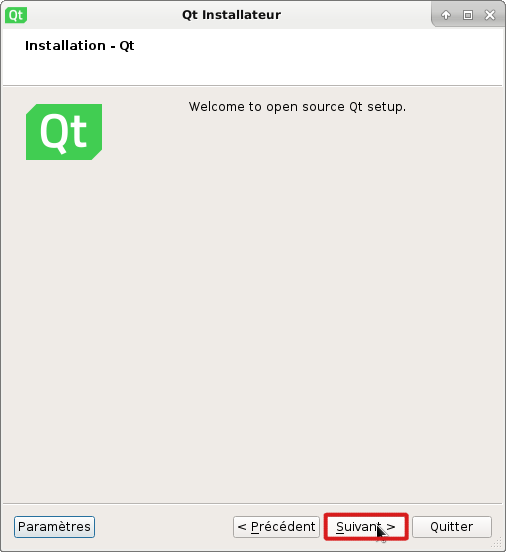 Qt
Qt Installateur
Installation - Qt
Qt
Welcome to open source Qt setup.
Paramètres
< Précédent
Suivant >
Quitter